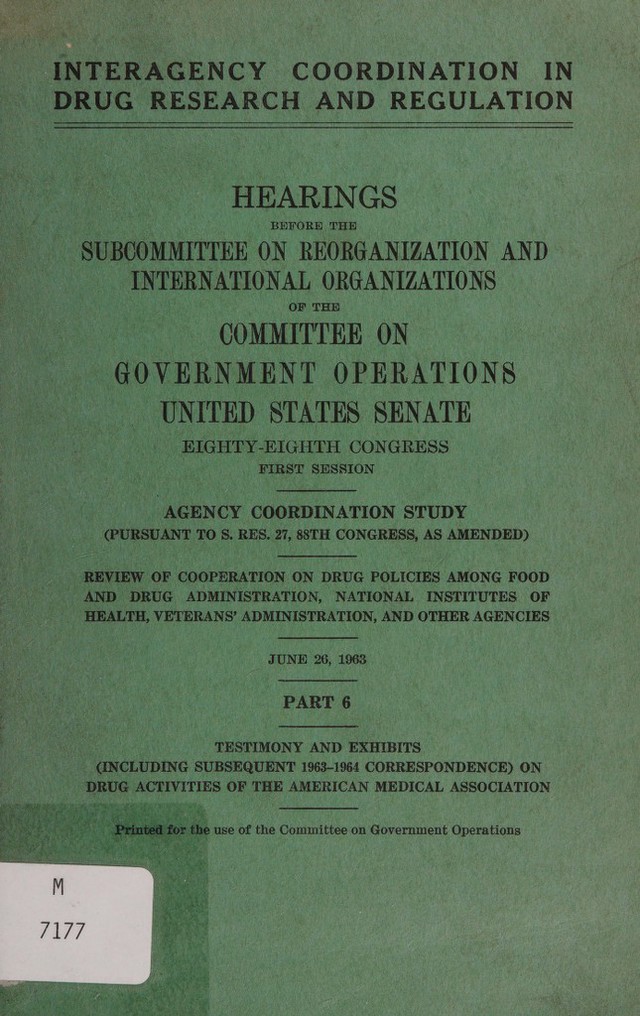 INTERAGENCY COORDINATION IN
DRUG RESEARCH AND REGULATION
HEARINGS
BEFORE THE
SUBCOMMITTEE ON REORGANIZATION AND
INTERNATIONAL ORGANIZATIONS
OF THE
COMMITTEE ON
GOVERNMENT OPERATIONS
UNITED STATES SENATE
EIGHTY-EIGHTH CONGRESS
FIRST SESSION
AGENCY COORDINATION STUDY
(PURSUANT TO S. RES. 27, 88TH CONGRESS, AS AMENDED)
REVIEW OF COOPERATION ON DRUG POLICIES AMONG FOOD
AND DRUG ADMINISTRATION, NATIONAL INSTITUTES OF
HEALTH, VETERANS' ADMINISTRATION, AND OTHER AGENCIES
JUNE 26, 1963
PART 6
TESTIMONY AND EXHIBITS
(INCLUDING SUBSEQUENT 1963–1964 CORRESPONDENCE) ON
DRUG ACTIVITIES OF THE AMERICAN MEDICAL ASSOCIATION
Printed for the use of the Committee on Government Operations
M
7177